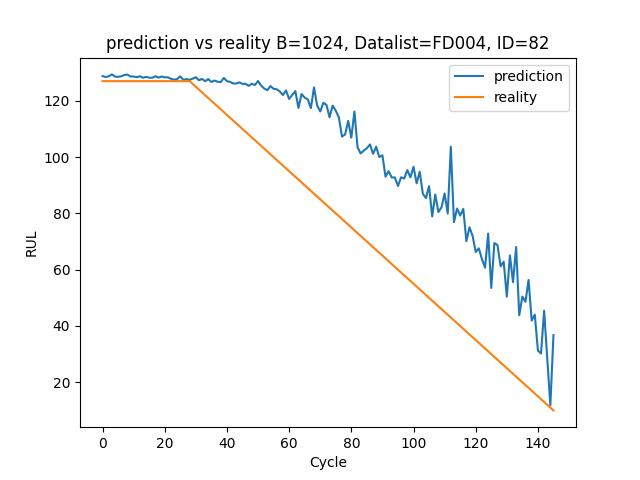 prediction vs reality B=1024, Datalist=FD004, ID=82
prediction
reality
RUL
120
100
80
60
40
20
0 20 40 60 80 100 120 140
Cycle